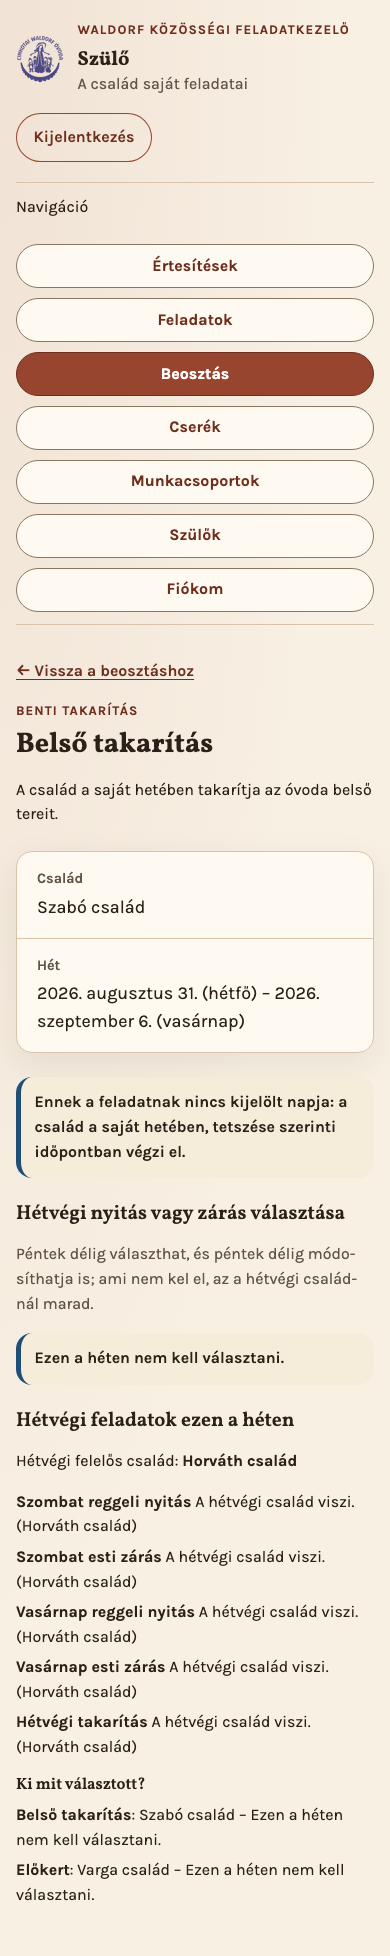 WALDORF KÖZÖSSÉGI FELADATKEZELŐ
Szülő
A család saját feladatai
Kijelentkezés
Navigáció
Értesítések
Feladatok
Beosztás
Cserék
Munkacsoportok
Szülők
Fiókom
← Vissza a beosztáshoz
BENTI TAKARÍTÁS
Belső takarítás
A család a saját hetében takarítja az óvoda belső
tereit.
Család
Szabó család
Hét
2026. augusztus 31. (hétfő) – 2026.
szeptember 6. (vasárnap)
Ennek a feladatnak nincs kijelölt napja: a
család a saját hetében, tetszése szerinti
időpontban végzi el.
Hétvégi nyitás vagy zárás választása
Péntek délig választhat, és péntek délig módo-
síthatja is; ami nem kel el, az a hétvégi család-
nál marad.
Ezen a héten nem kell választani.
Hétvégi feladatok ezen a héten
Hétvégi felelős család: Horváth család
Szombat reggeli nyitás A hétvégi család viszi.
(Horváth család)
Szombat esti zárás A hétvégi család viszi.
(Horváth család)
Vasárnap reggeli nyitás A hétvégi család viszi.
(Horváth család)
Vasárnap esti zárás A hétvégi család viszi.
(Horváth család)
Hétvégi takarítás A hétvégi család viszi.
(Horváth család)
Ki mit választott?
Belső takarítás: Szabó család – Ezen a héten
nem kell választani.
Előkert: Varga család – Ezen a héten nem kell
választani.